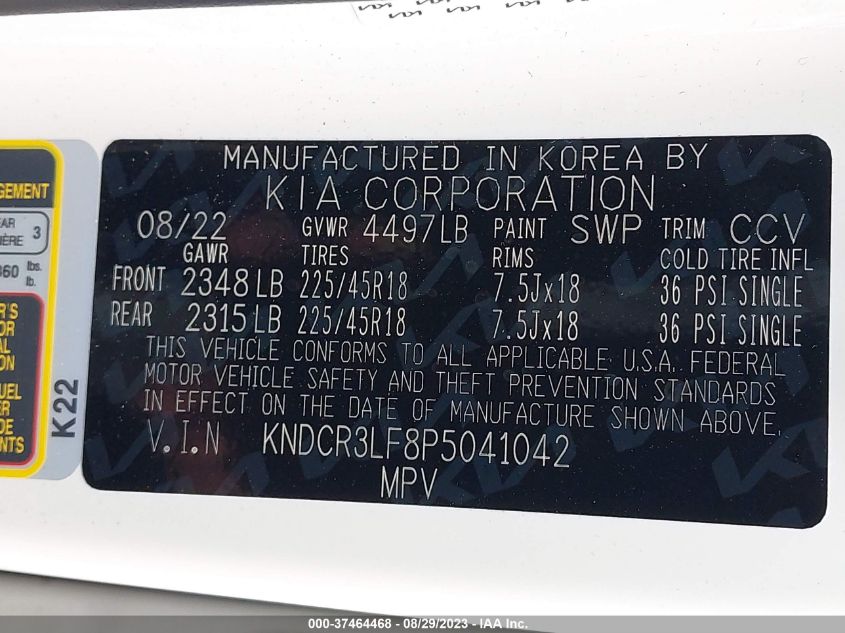 MANUFACTURED IN KOREA BY
KIA CORPORATION
08/22 GVWR 4497LB PAINT SWP TRIM CCV
GAWR TIRES RIMS COLD TIRE INFL
FRONT 2348LB 225/45R18 7.5Jx18 36 PSI SINGLE
REAR 2315LB 225/45R18 7.5Jx18 36 PSI SINGLE
THIS VEHICLE CONFORMS TO ALL APPLICABLE U.S.A. FEDERAL
MOTOR VEHICLE SAFETY AND THEFT PREVENTION STANDARDS
IN EFFECT ON THE DATE OF MANUFACTURE SHOWN ABOVE.
V.I.N KNDCR3LF8P5041042
MPV
GEMENT
3
lbs.
lb.
K22
000-37464468 - 08/29/2023 - IAA Inc.